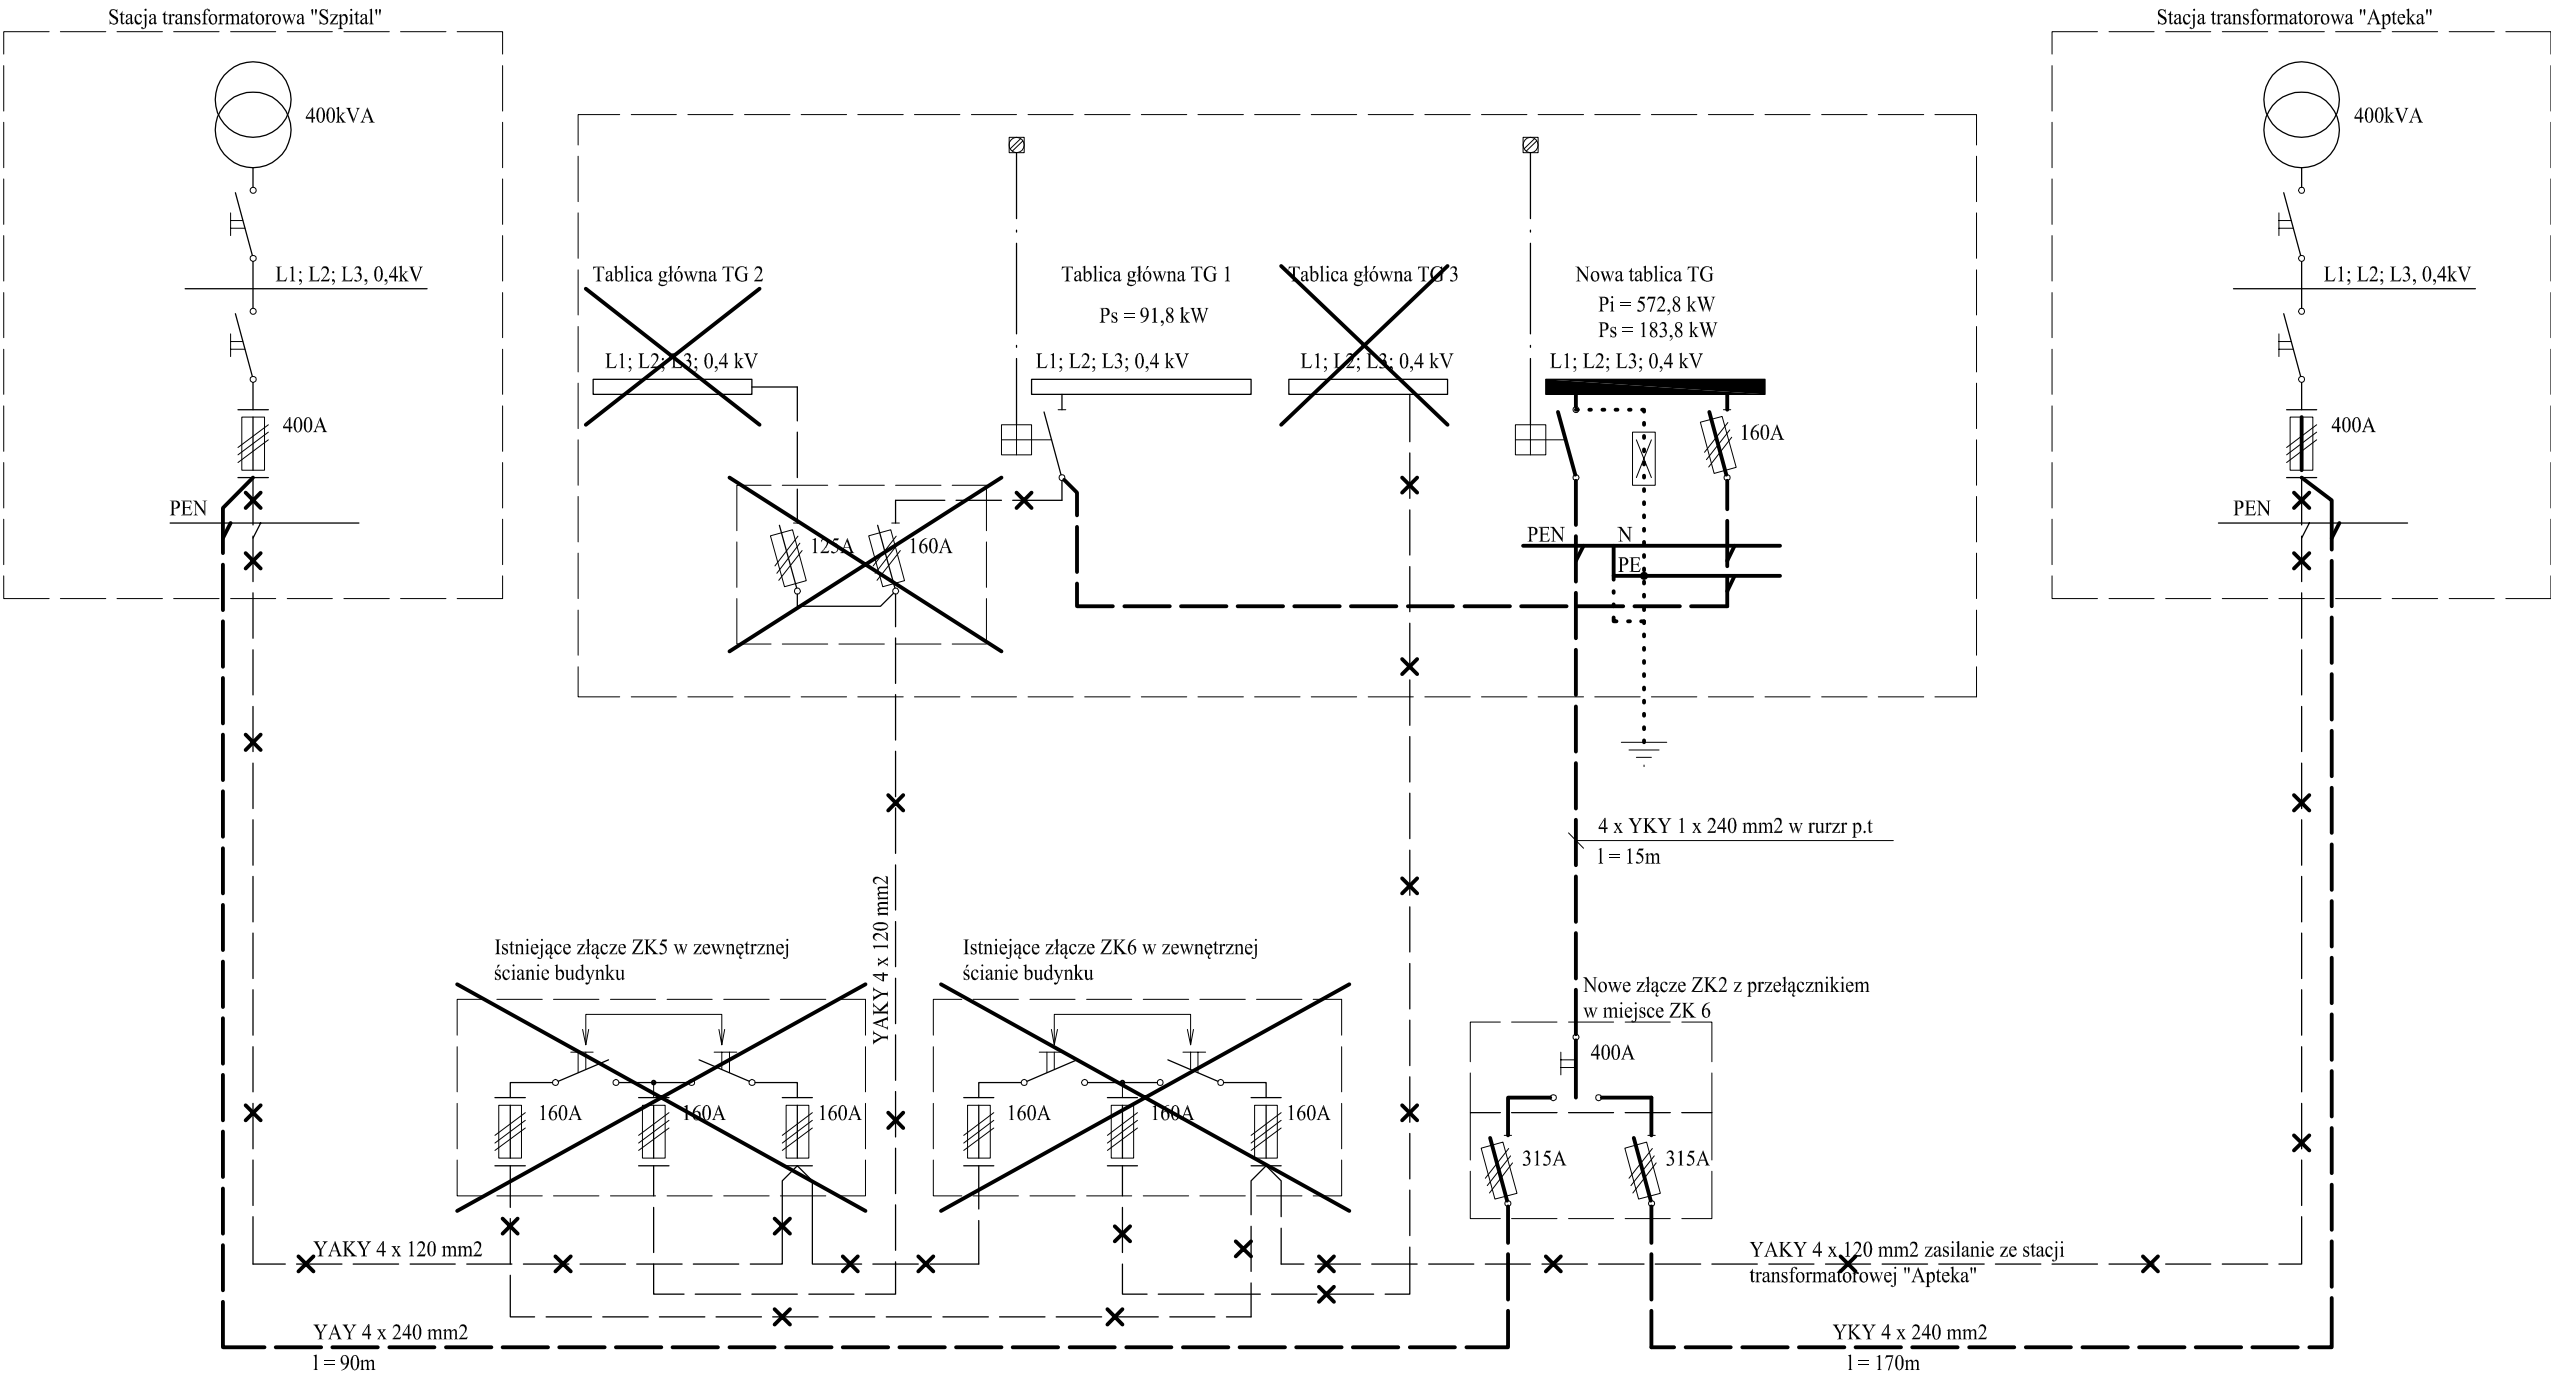 Stacja transformatorowa "Szpital"
Stacja transformatorowa "Apteka"
400kVA
400kVA
L1; L2; L3, 0,4kV
L1; L2; L3, 0,4kV
Tablica główna TG 2
Tablica główna TG 1
Tablica główna TG 3
Nowa tablica TG
Pi = 572,8 kW
Ps = 91,8 kW
Ps = 183,8 kW
L1; L2; L3; 0,4 kV
L1; L2; L3; 0,4 kV
L1; L2; L3; 0,4 kV
L1; L2; L3; 0,4 kV
400A
160A
400A
PEN
PEN
125A
160A
PEN
N
PE
4 x YKY 1 x 240 mm2 w rurzr p.t
l = 15m
YAKY 4 x 120 mm2
Istniejące złącze ZK5 w zewnętrznej
ścianie budynku
Istniejące złącze ZK6 w zewnętrznej
ścianie budynku
Nowe złącze ZK2 z przełącznikiem
w miejsce ZK 6
400A
160A
160A
160A
160A
160A
160A
315A
315A
YAKY 4 x 120 mm2
YAKY 4 x 120 mm2 zasilanie ze stacji
transformatorowej "Apteka"
YAY 4 x 240 mm2
l = 90m
YKY 4 x 240 mm2
l = 170m